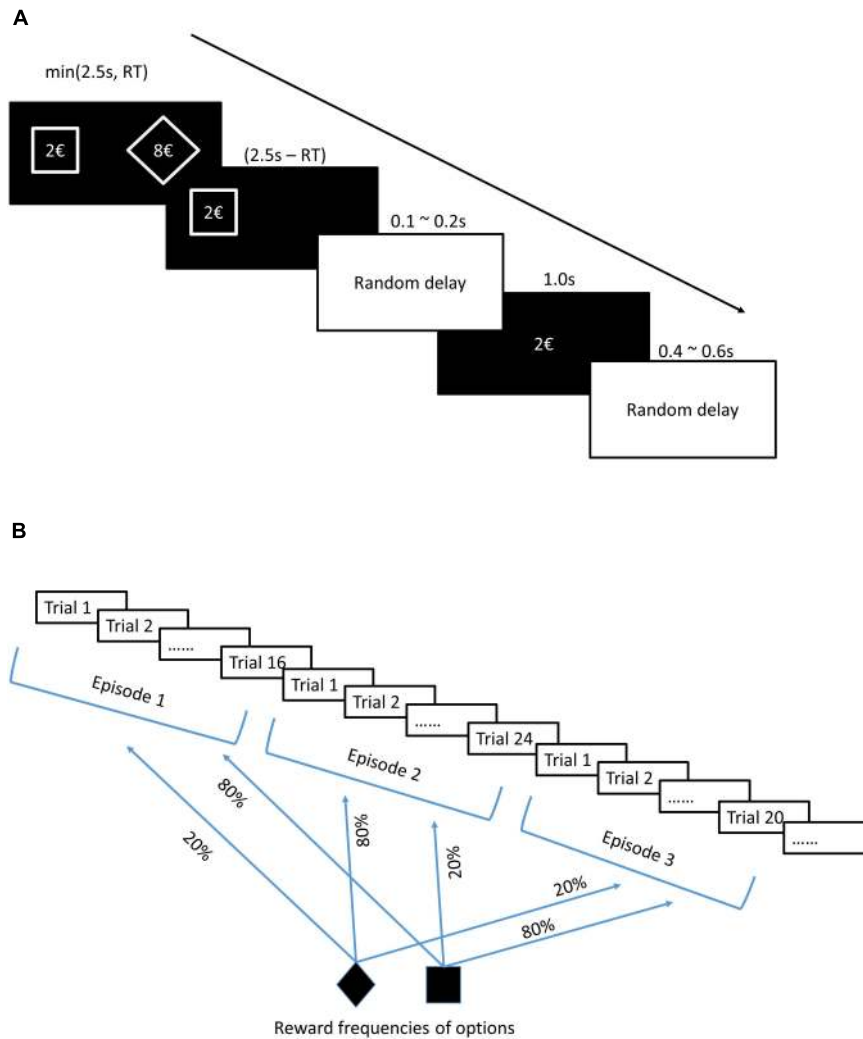 A
min(2.5s, RT)
2€
8€
(2.5s – RT)
2€
0.1 ~ 0.2s
Random delay
1.0s
2€
0.4 ~ 0.6s
Random delay
B
Trial 1
Trial 2
......
Trial 16
Trial 1
Trial 2
......
Trial 24
Trial 1
Trial 2
......
Trial 20
......
Episode 1
Episode 2
Episode 3
20%
80%
80%
20%
20%
80%
Reward frequencies of options